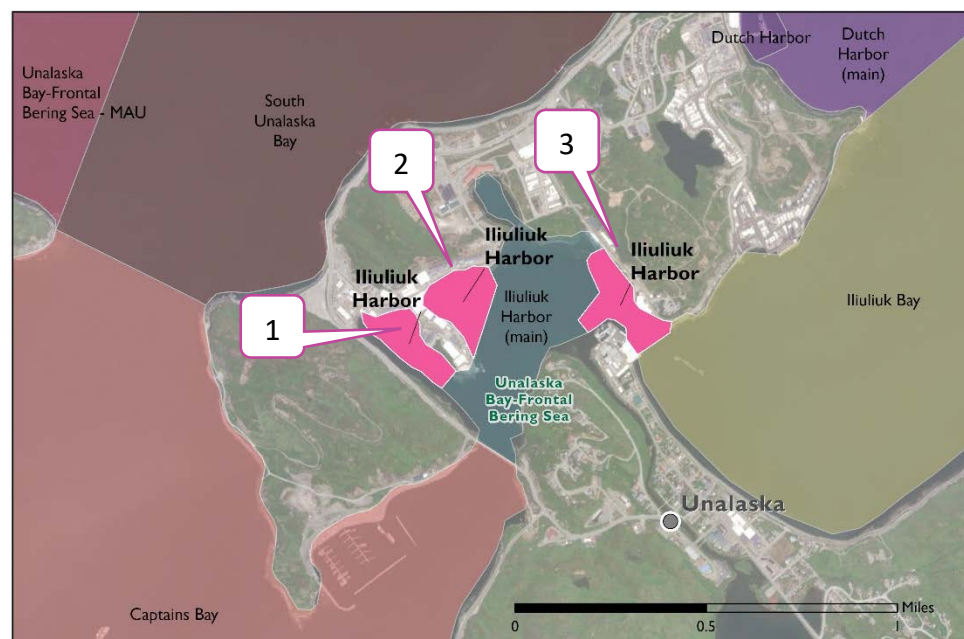 Unalaska
Bay-Frontal
Bering Sea - MAU
South
Unalaska
Bay
Dutch Harbor
Dutch
Harbor
(main)
2
3
Iliuliuk
Harbor
Iliuliuk
Harbor
Iliuliuk
Harbor
1
Iliuliuk
Harbor
(main)
Iliuliuk Bay
Unalaska
Bay-Frontal
Bering Sea
Unalaska
Captains Bay
Miles
0
0.5
1